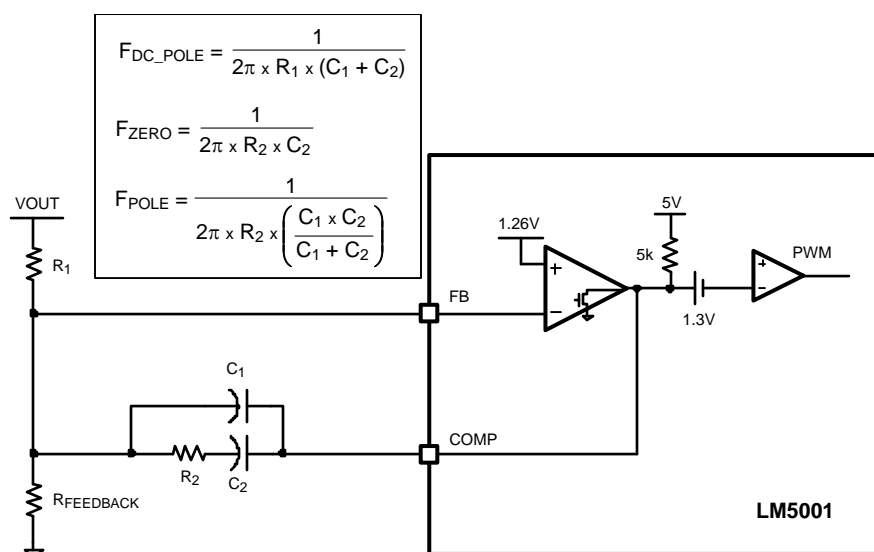 F_DC_POLE = 1 / (2π x R1 x (C1 + C2))
F_ZERO = 1 / (2π x R2 x C2)
F_POLE = 1 / (2π x R2 x ((C1 x C2) / (C1 + C2)))
VOUT
R1
1.26V
5V
5k
+
−
PWM
+
−
1.3V
FB
C1
R2
C2
COMP
RFEEDBACK
LM5001